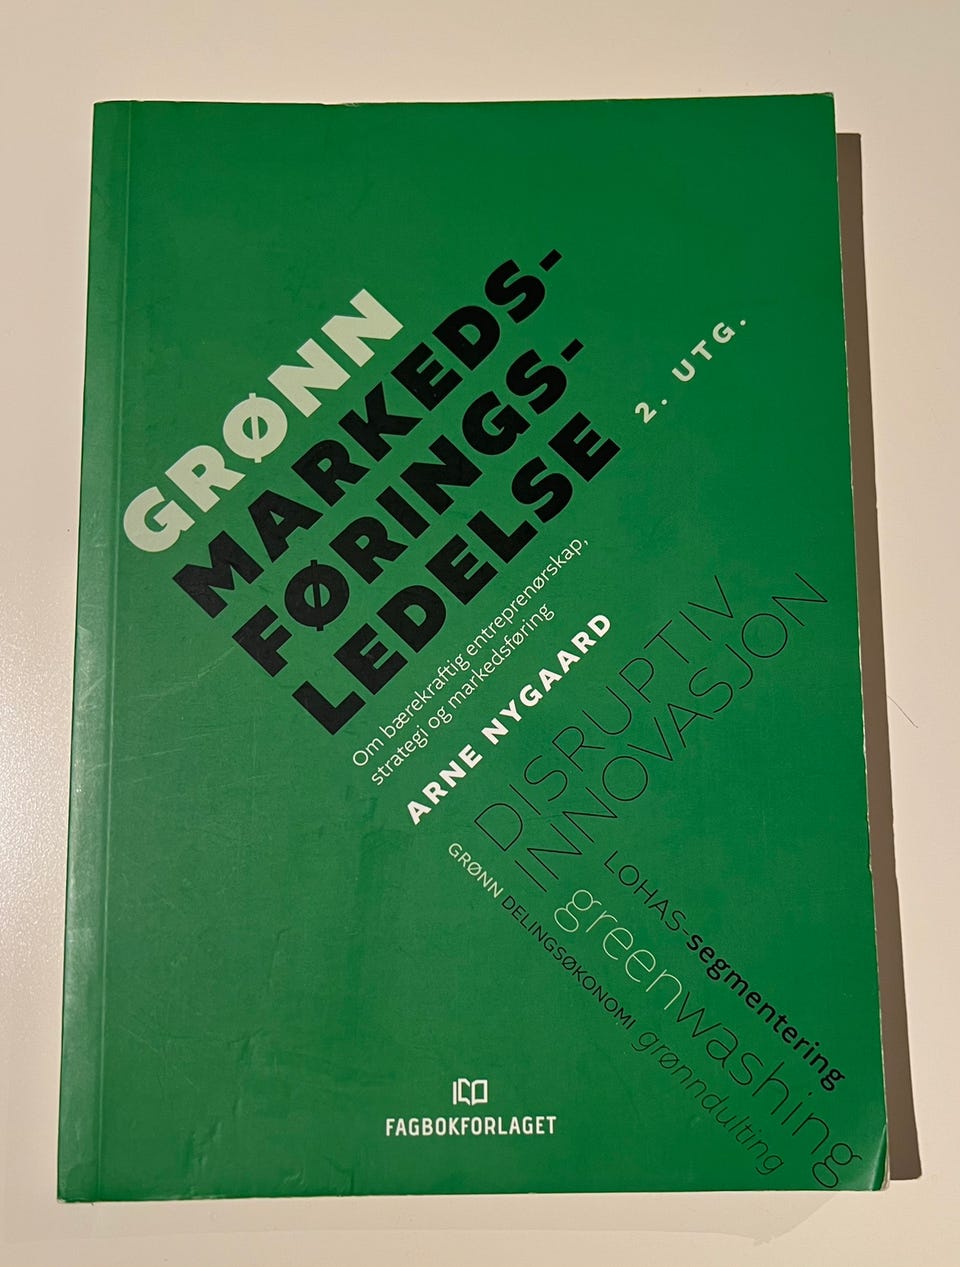 GRØNN
MARKEDS-
FØRINGS-
LEDELSE
2. UTG.
Om bærekraftig entreprenørskap,
strategi og markedsføring
ARNE NYGAARD
DISRUPTIV
INNOVASJON
LOHAS-segmentering
greenwashing
GRØNN DELINGSØKONOMI grønndulting
FAGBOKFORLAGET